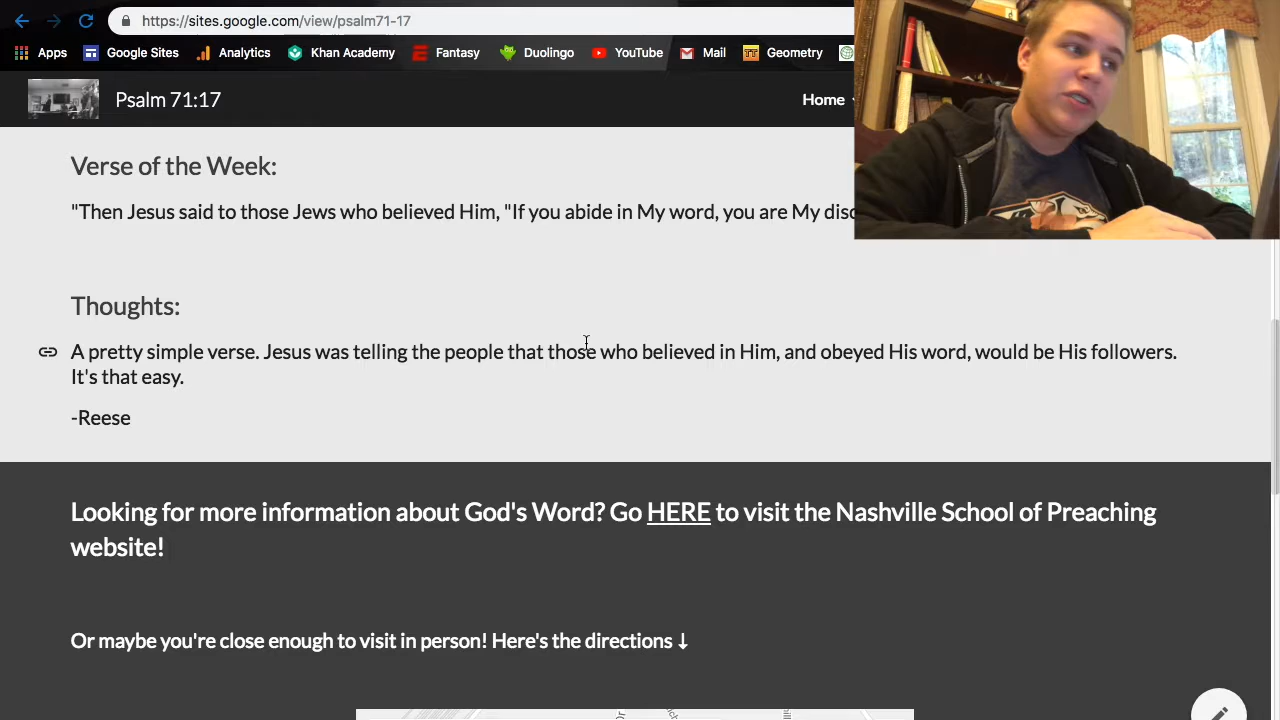 https://sites.google.com/view/psalm71-17
Apps Google Sites Analytics Khan Academy Fantasy Duolingo YouTube Mail Geometry
Psalm 71:17 Home
Verse of the Week:
"Then Jesus said to those Jews who believed Him, "If you abide in My word, you are My disc
Thoughts:
A pretty simple verse. Jesus was telling the people that those who believed in Him, and obeyed His word, would be His followers.
It's that easy.
-Reese
Looking for more information about God's Word? Go HERE to visit the Nashville School of Preaching
website!
Or maybe you're close enough to visit in person! Here's the directions ↓